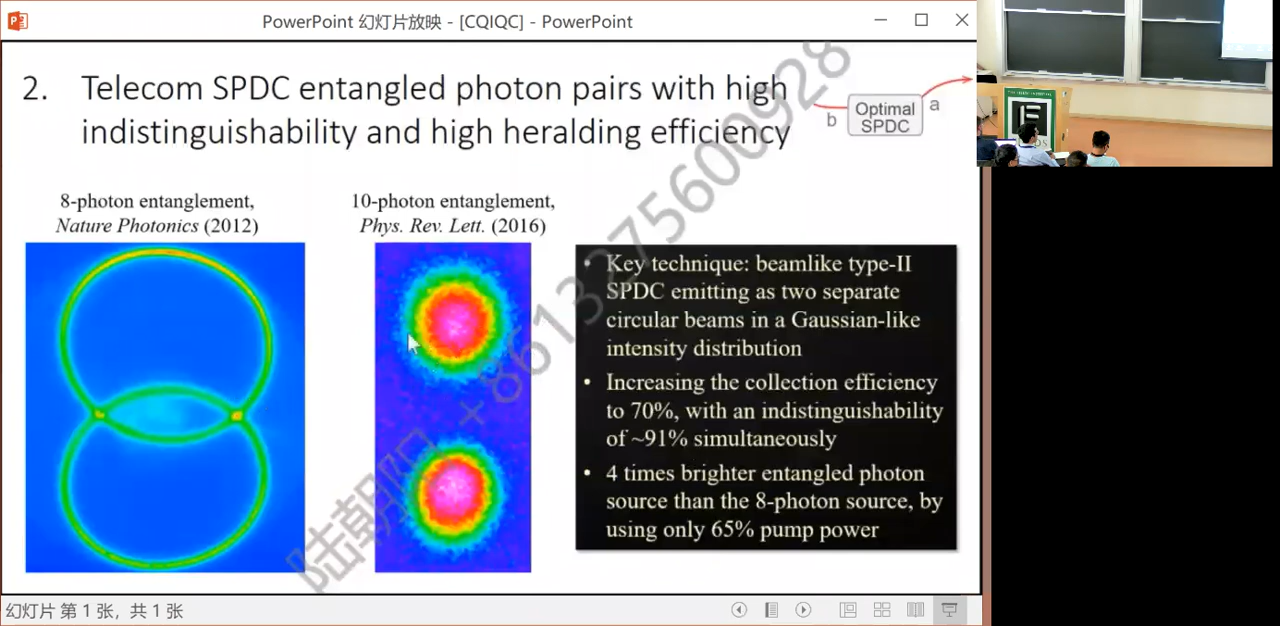 PowerPoint 幻灯片放映 - [CQIQC] - PowerPoint
2. Telecom SPDC entangled photon pairs with high
indistinguishability and high heralding efficiency
b
Optimal
SPDC
a
8-photon entanglement,
Nature Photonics (2012)
10-photon entanglement,
Phys. Rev. Lett. (2016)
• Key technique: beamlike type-II
SPDC emitting as two separate
circular beams in a Gaussian-like
intensity distribution
• Increasing the collection efficiency
to 70%, with an indistinguishability
of ~91% simultaneously
• 4 times brighter entangled photon
source than the 8-photon source, by
using only 65% pump power
陆朝阳 +8613275600928
幻灯片 第 1 张，共 1 张